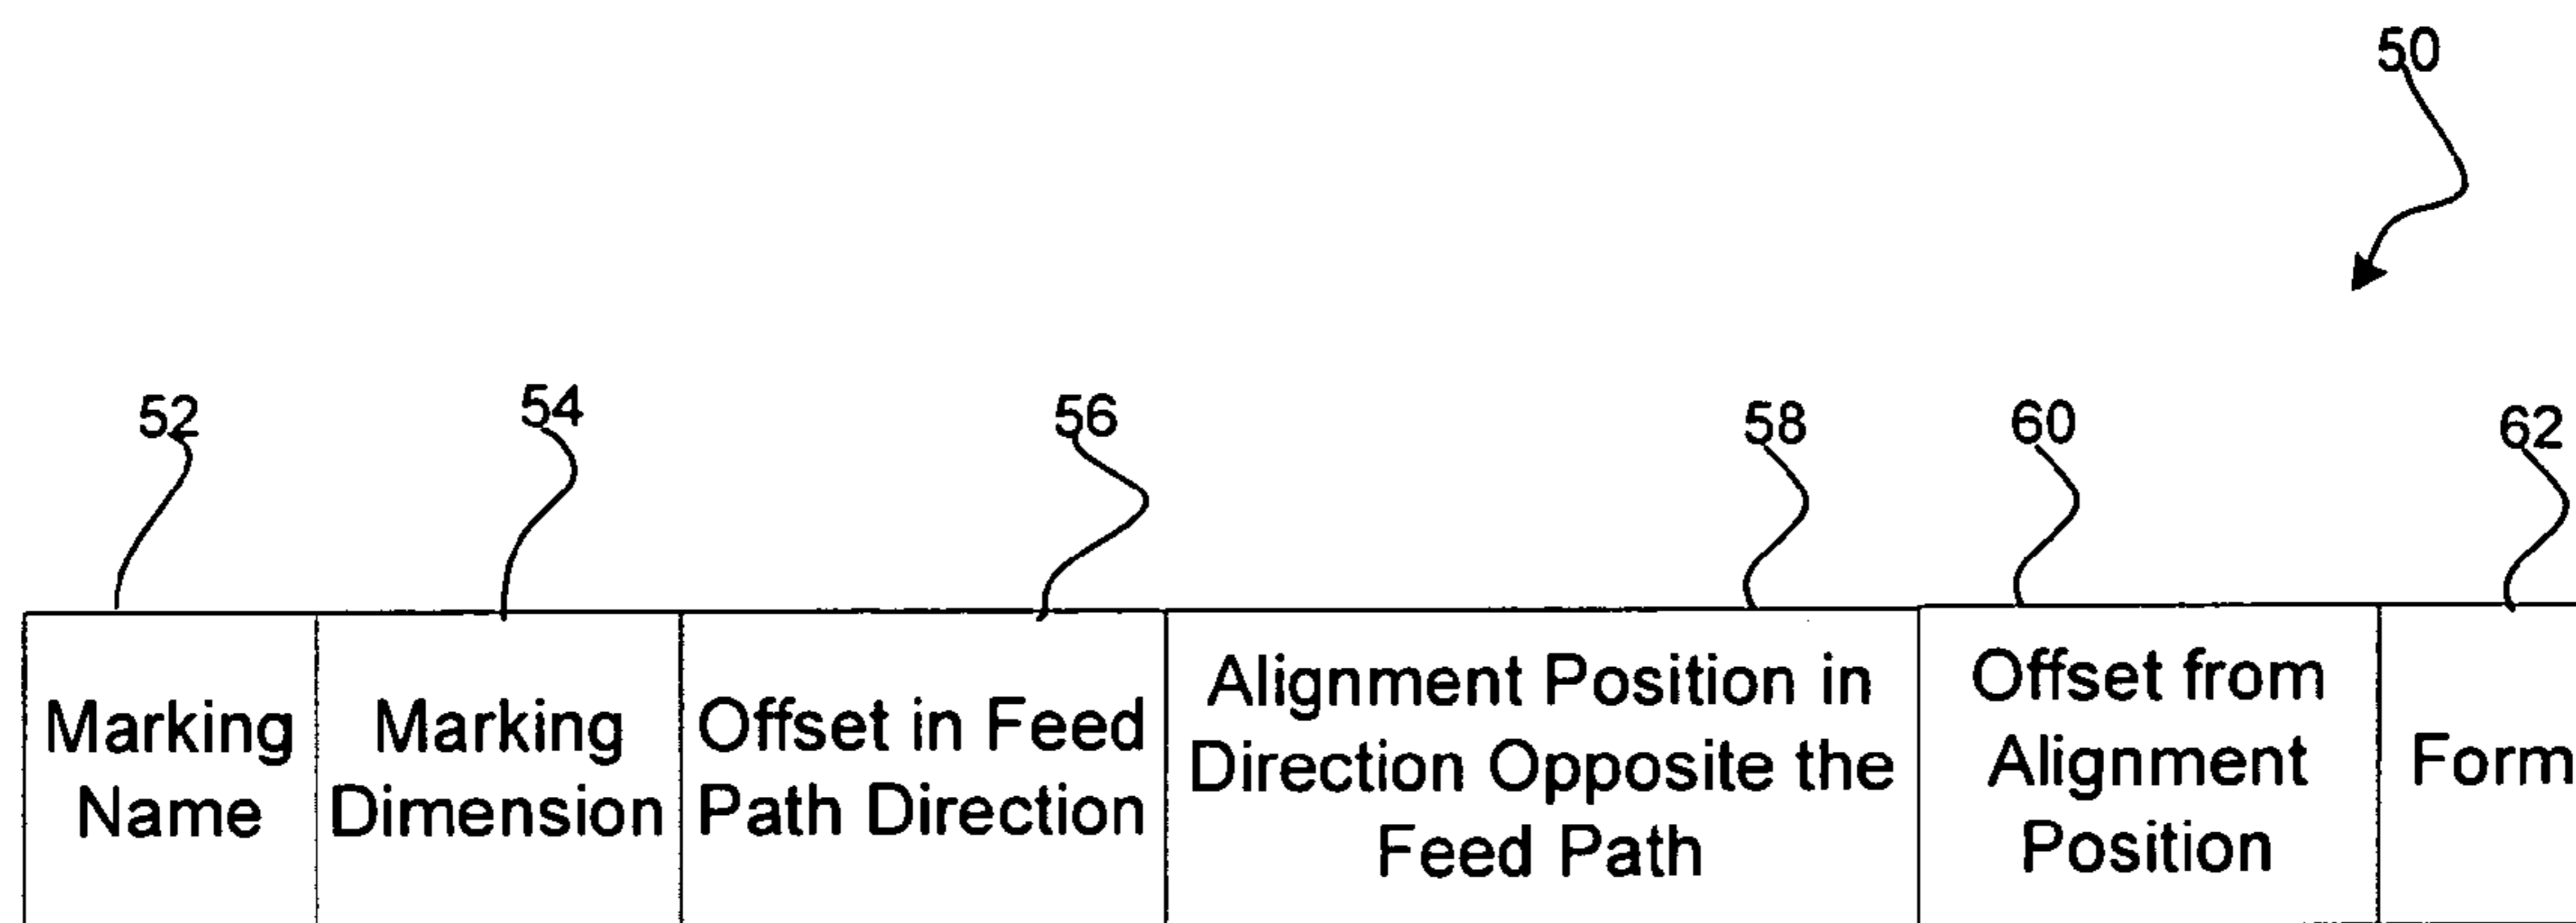 50
52
54
56
58
60
62
Marking
Name
Marking
Dimension
Offset in Feed
Path Direction
Alignment Position in
Direction Opposite the
Feed Path
Offset from
Alignment
Position
Form